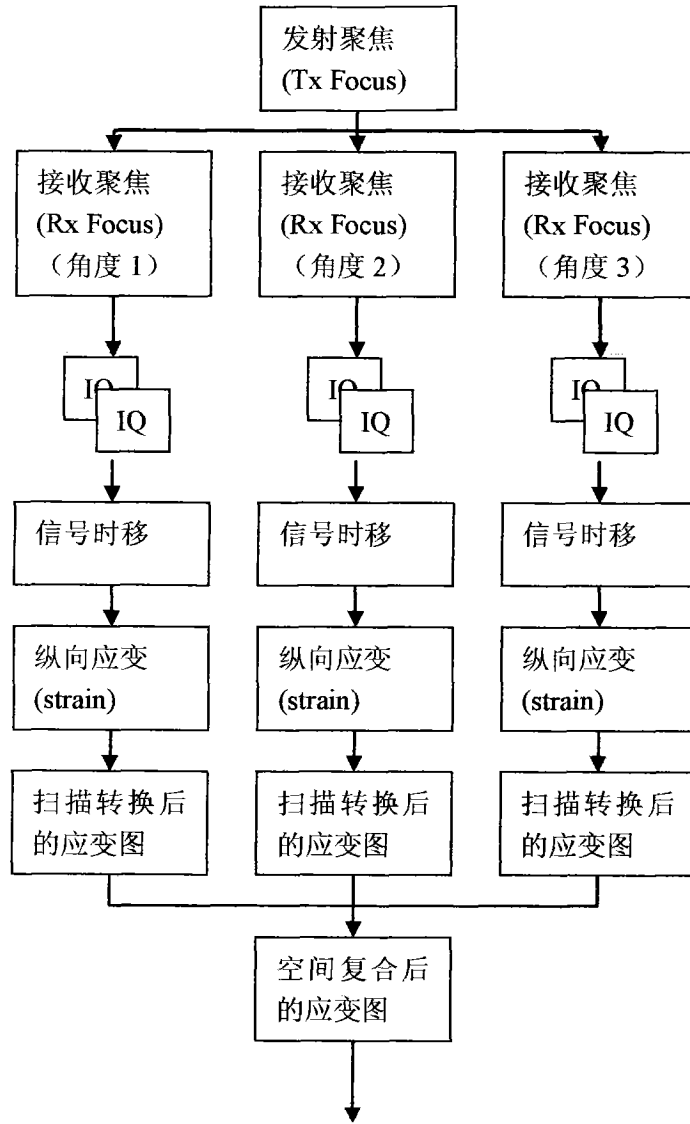 发射聚焦
(Tx Focus)
接收聚焦
(Rx Focus)
（角度 1）
接收聚焦
(Rx Focus)
（角度 2）
接收聚焦
(Rx Focus)
（角度 3）
IQ
IQ
IQ
IQ
IQ
IQ
信号时移
信号时移
信号时移
纵向应变
(strain)
纵向应变
(strain)
纵向应变
(strain)
扫描转换后
的应变图
扫描转换后
的应变图
扫描转换后
的应变图
空间复合后
的应变图